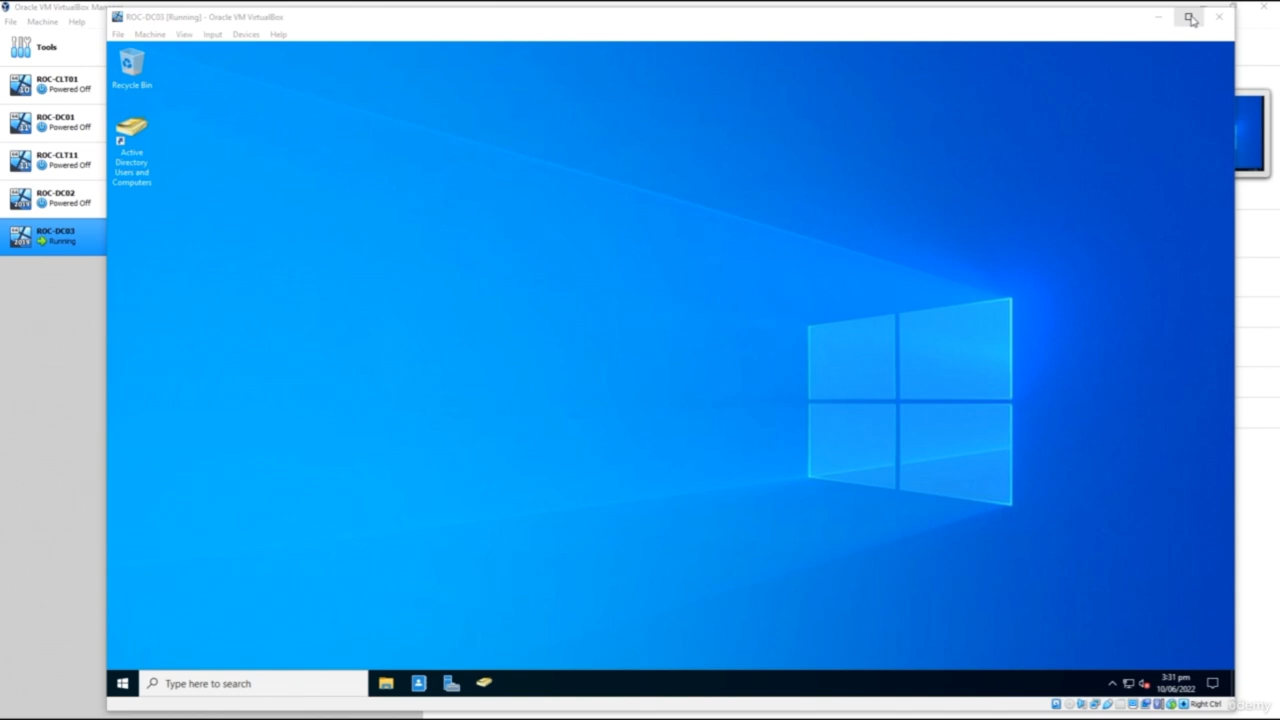 Oracle VM VirtualBox Man
File Machine Help
Tools
ROC-CLT01
Powered Off
ROC-DC01
Powered Off
ROC-CLT11
Powered Off
ROC-DC02
Powered Off
ROC-DC03
Running
ROC-DC03 [Running] - Oracle VM VirtualBox
File Machine View Input Devices Help
Recycle Bin
Active
Directory
Users and
Computers
Type here to search
3:31 pm
10/06/2022
Right Ctrl
ûdemy